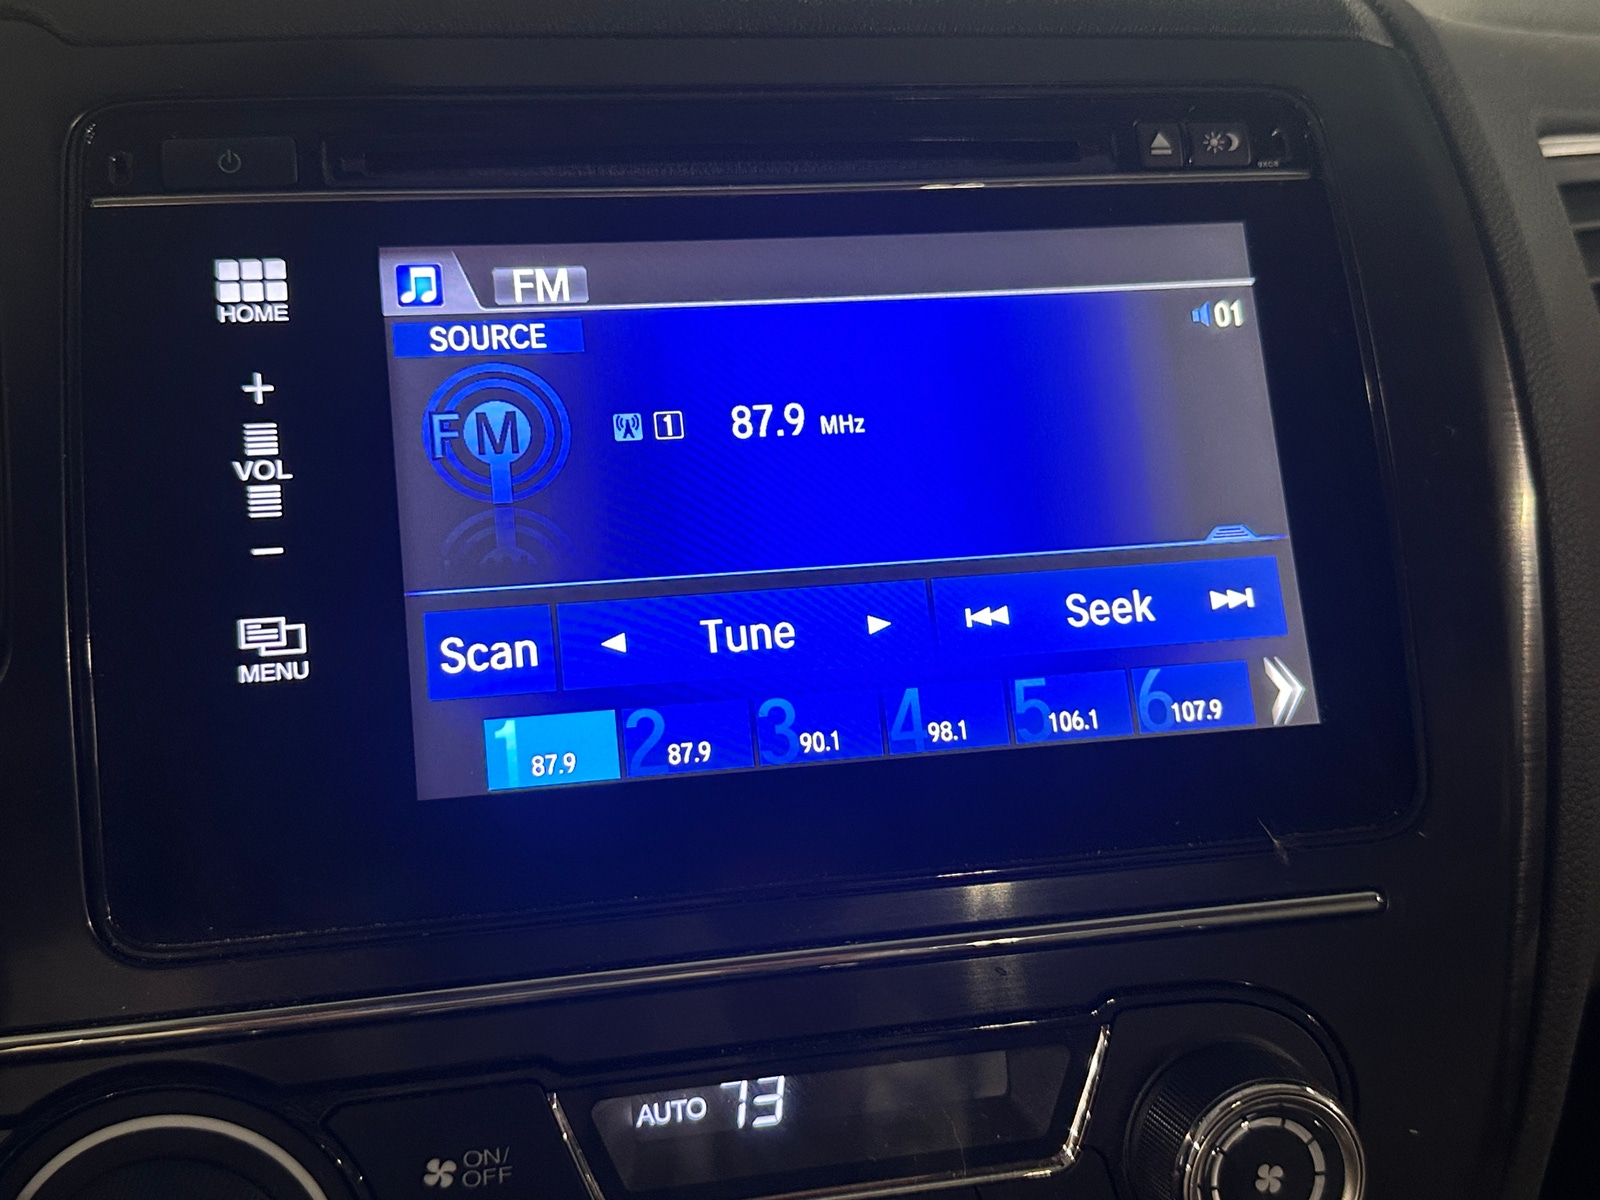 HOME
+
VOL
−
MENU
FM
SOURCE
01
FM
1 87.9 MHz
Scan
Tune
Seek
1 87.9
2 87.9
3 90.1
4 98.1
5 106.1
6 107.9
AUTO 73
ON/
OFF